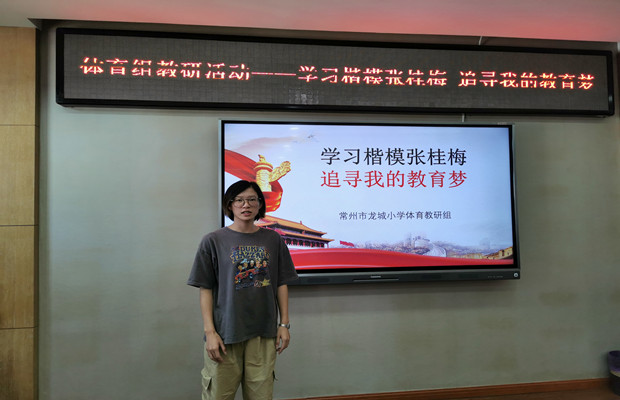 体育组教研活动——学习楷模张桂梅 追寻我的教育梦
学习楷模张桂梅
追寻我的教育梦
常州市龙城小学体育教研组